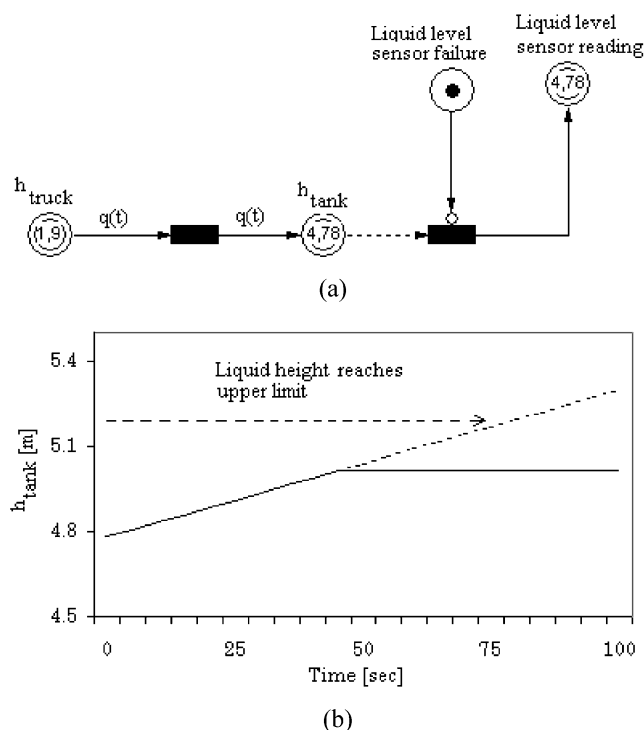 Liquid level
sensor failure
Liquid level
sensor reading
4,78
h
truck
q(t)
q(t)
h
tank
(1,9)
4,78
(a)
5.4
Liquid height reaches
upper limit
5.1
h tank [m]
4.8
4.5
0 25 50 75 100
Time [sec]
(b)